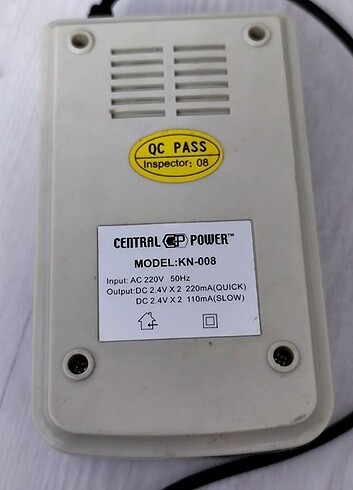 QC PASS
Inspector: 08
CENTRAL CP POWER™
MODEL:KN-008
Input: AC 220V 50Hz
Output:DC 2.4V X 2 220mA(QUICK)
DC 2.4V X 2 110mA(SLOW)